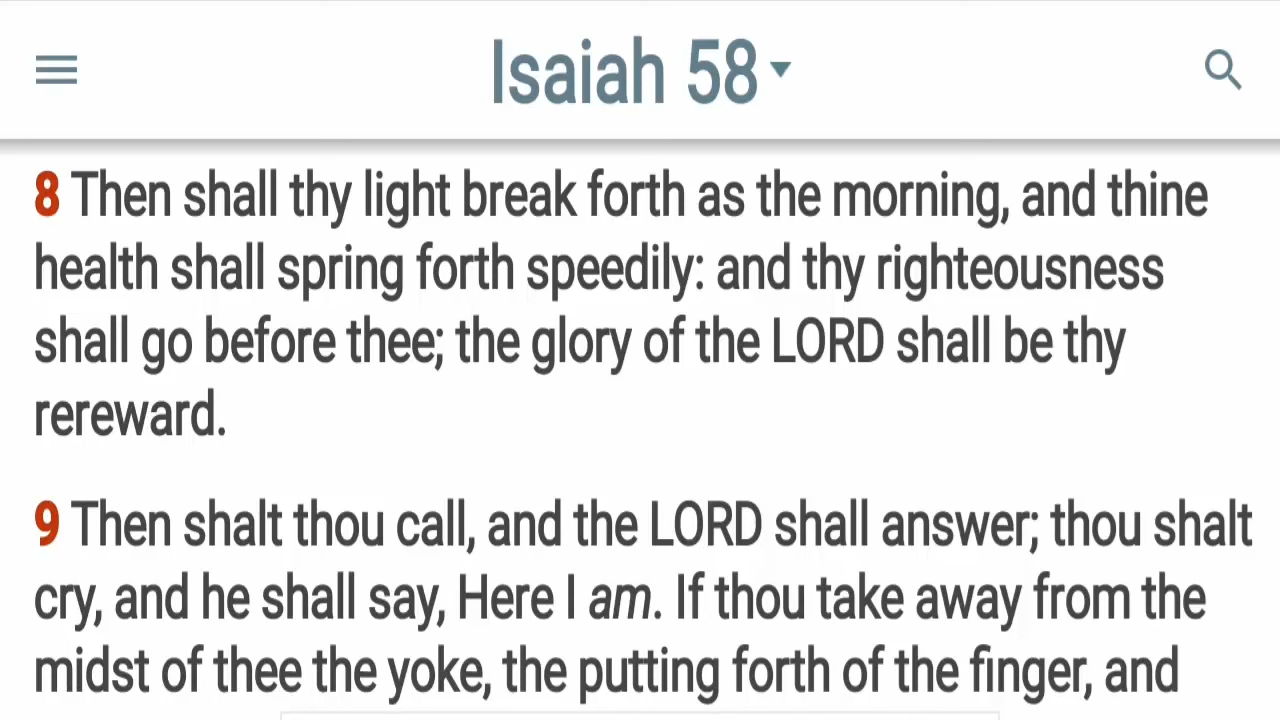 Isaiah 58
8 Then shall thy light break forth as the morning, and thine
health shall spring forth speedily: and thy righteousness
shall go before thee; the glory of the LORD shall be thy
rereward.
9 Then shalt thou call, and the LORD shall answer; thou shalt
cry, and he shall say, Here I am. If thou take away from the
midst of thee the yoke, the putting forth of the finger, and